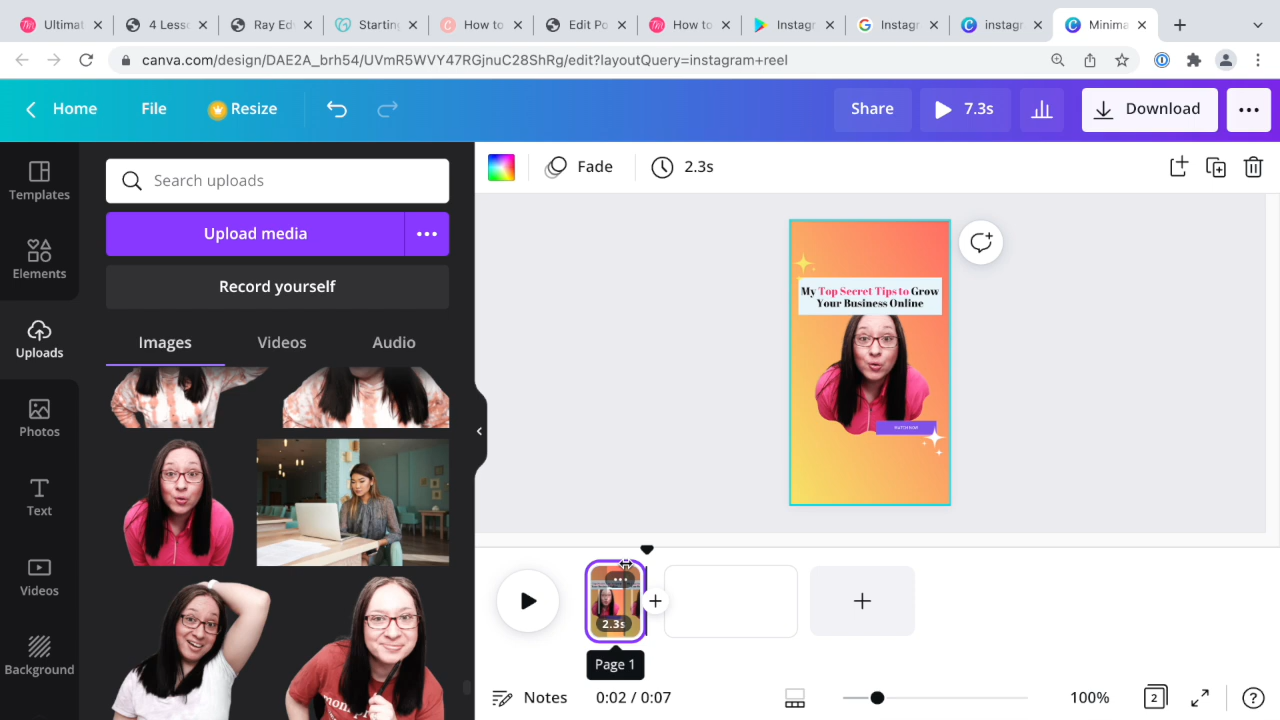 Ultimat
4 Lesso
Ray Ed
Starting
How to
Edit Po
How to
Instagr
Instagr
instagr
Minima
canva.com/design/DAE2A_brh54/UVmR5WVY47RGjnuC28ShRg/edit?layoutQuery=instagram+reel
Home
File
Resize
Share
7.3s
Download
Templates
Elements
Uploads
Photos
Text
Videos
Background
Search uploads
Upload media
Record yourself
Images
Videos
Audio
Fade
2.3s
My Top Secret Tips to Grow
Your Business Online
2.3s
Page 1
Notes
0:02 / 0:07
100%
2